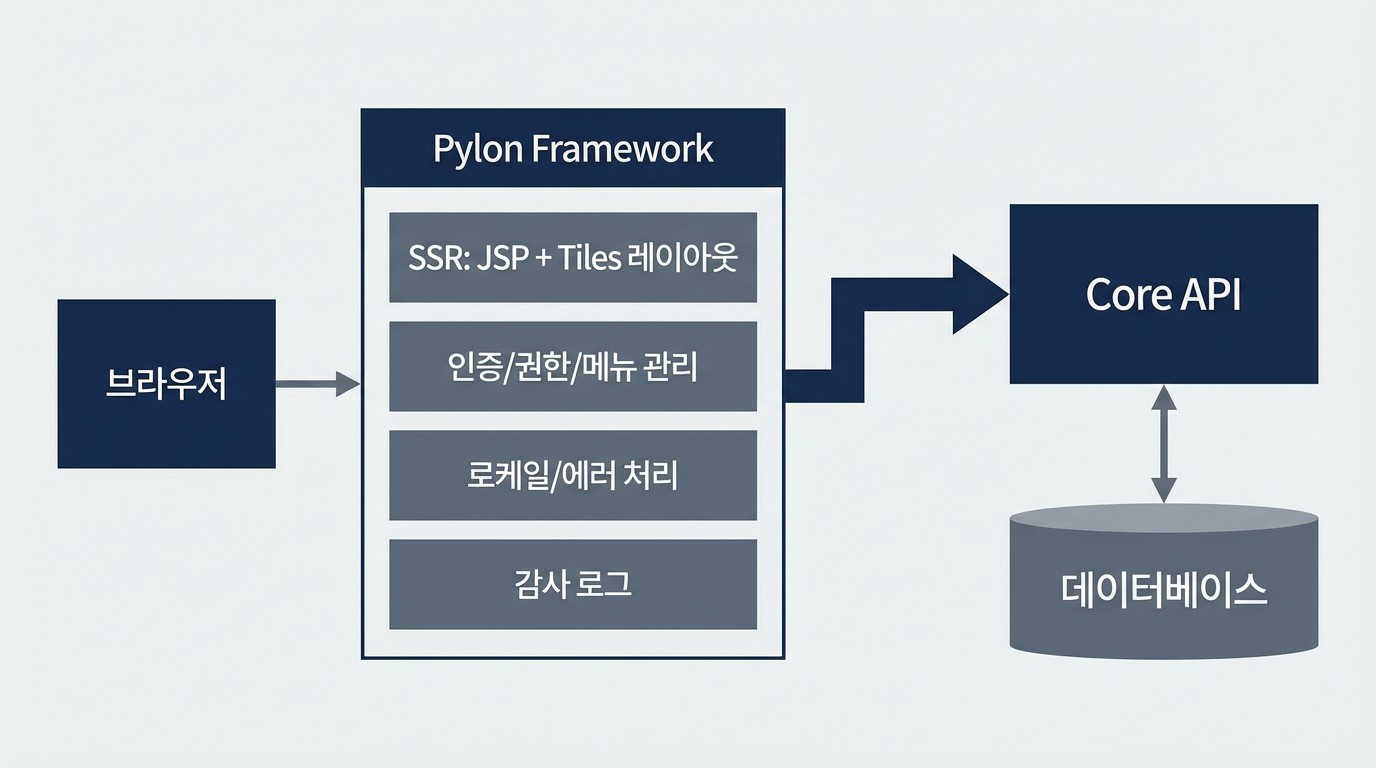 브라우저
Pylon Framework
SSR: JSP + Tiles 레이아웃
인증/권한/메뉴 관리
로케일/에러 처리
감사 로그
Core API
데이터베이스